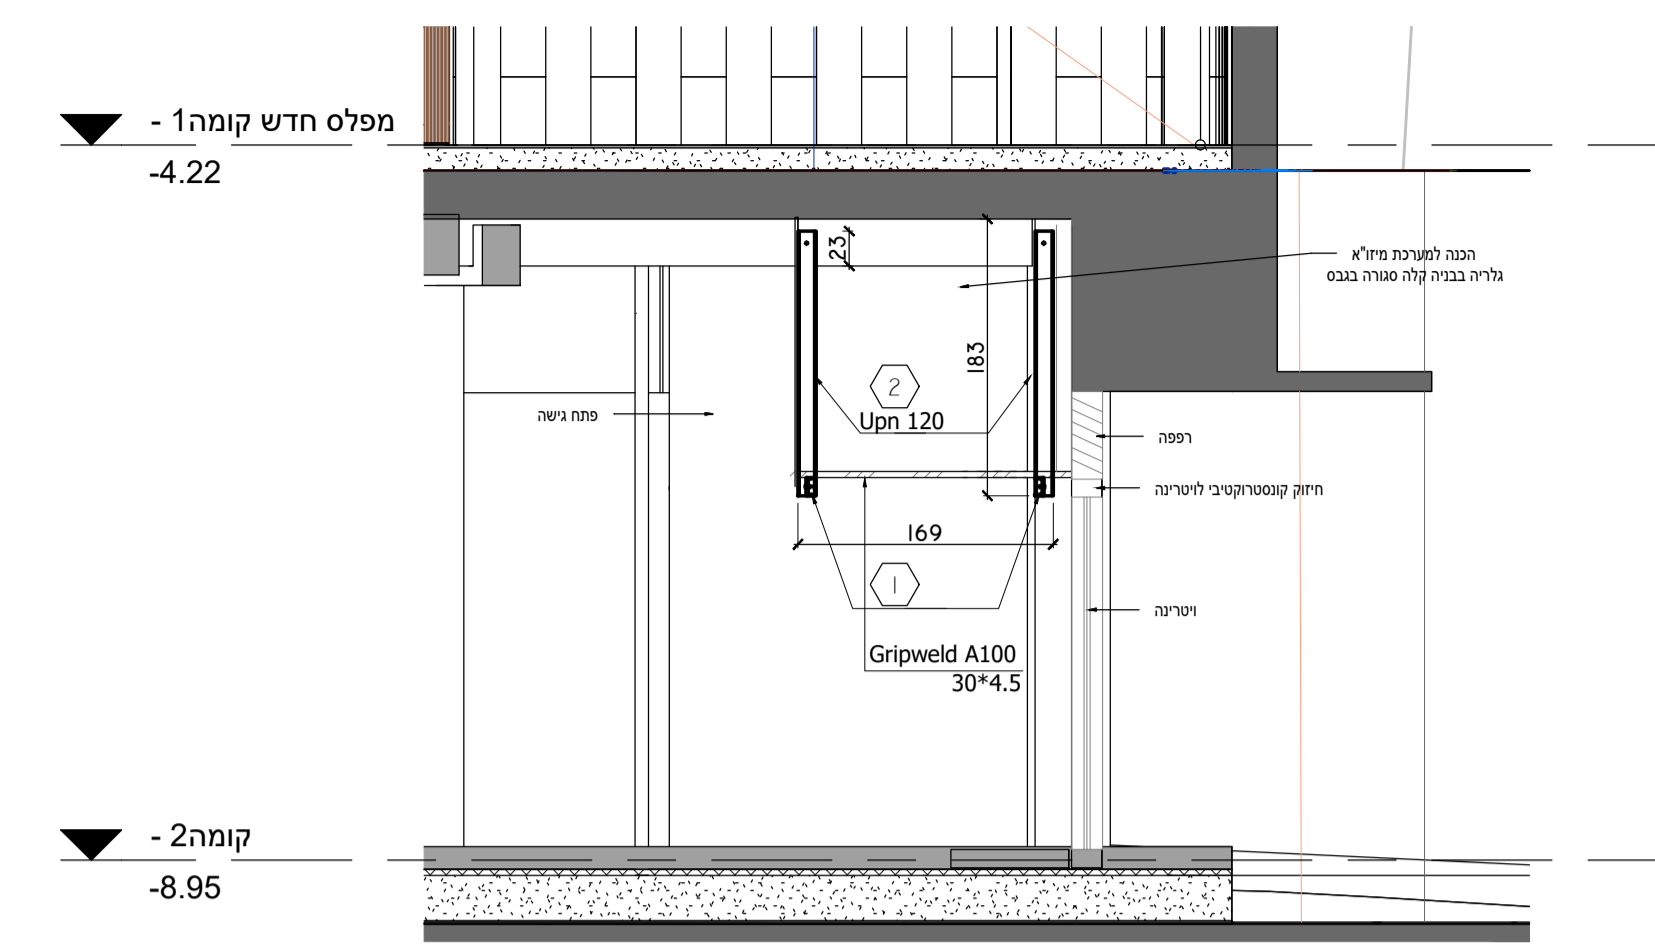 מפלס חדש קומה1 -
-4.22
23
הכנה למערכת מיזו"א
גלריה בבניה קלה סגורה בגבס
183
2
Upn 120
פתח גישה
רפפה
חיזוק קונסטרוקטיבי לויטרינה
169
1
ויטרינה
Gripweld A100
30*4.5
קומה2 -
-8.95